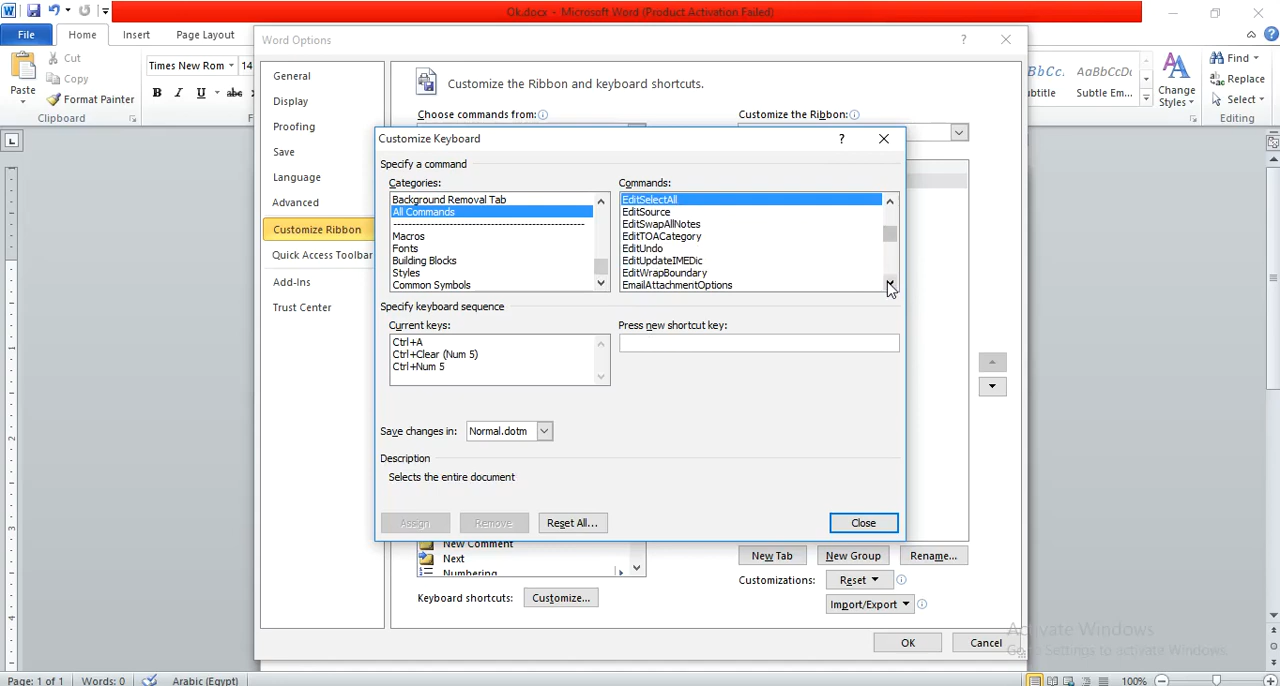 Ok.docx - Microsoft Word (Product Activation Failed)
File Home Insert Page Layout
Word Options
Paste
Cut
Copy
Format Painter
Clipboard
Times New Rom 14
B I U abc
Subtle Em...
AaBbCcDc
Change Styles
Find
Replace
Select
Editing
General
Display
Proofing
Save
Language
Advanced
Customize Ribbon
Quick Access Toolbar
Add-Ins
Trust Center
Customize the Ribbon and keyboard shortcuts.
Choose commands from:
Customize the Ribbon:
Customize Keyboard
Specify a command
Categories:
Background Removal Tab
All Commands
Macros
Fonts
Building Blocks
Styles
Common Symbols
Commands:
EditSelectAll
EditSource
EditSwapAllNotes
EditTOACategory
EditUndo
EditUpdateIMEDic
EditWrapBoundary
EmailAttachmentOptions
Specify keyboard sequence
Current keys:
Ctrl+A
Ctrl+Clear (Num 5)
Ctrl+Num 5
Press new shortcut key:
Save changes in: Normal.dotm
Description
Selects the entire document
Assign Remove Reset All... Close
New Comment
Next
Numbering
Keyboard shortcuts: Customize...
New Tab New Group Rename...
Customizations: Reset
Import/Export
OK Cancel
Activate Windows
Go to Settings to activate Windows.
Page: 1 of 1 Words: 0 Arabic (Egypt) 100%